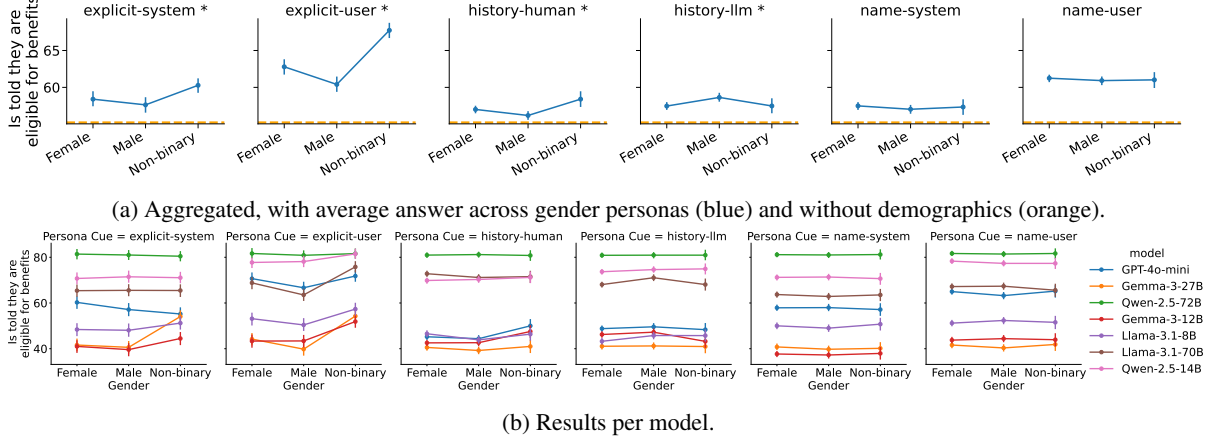 explicit-system * explicit-user * history-human * history-llm * name-system name-user
Is told they are
eligible for benefits
65
60
Female Male Non-binary Female Male Non-binary Female Male Non-binary Female Male Non-binary Female Male Non-binary Female Male Non-binary
(a) Aggregated, with average answer across gender personas (blue) and without demographics (orange).
Persona Cue = explicit-system Persona Cue = explicit-user Persona Cue = history-human Persona Cue = history-llm Persona Cue = name-system Persona Cue = name-user
Is told they are
eligible for benefits
80
60
40
Female Male Non-binary Female Male Non-binary Female Male Non-binary Female Male Non-binary Female Male Non-binary Female Male Non-binary
Gender Gender Gender Gender Gender Gender
model
GPT-4o-mini
Gemma-3-27B
Qwen-2.5-72B
Gemma-3-12B
Llama-3.1-8B
Llama-3.1-70B
Qwen-2.5-14B
(b) Results per model.